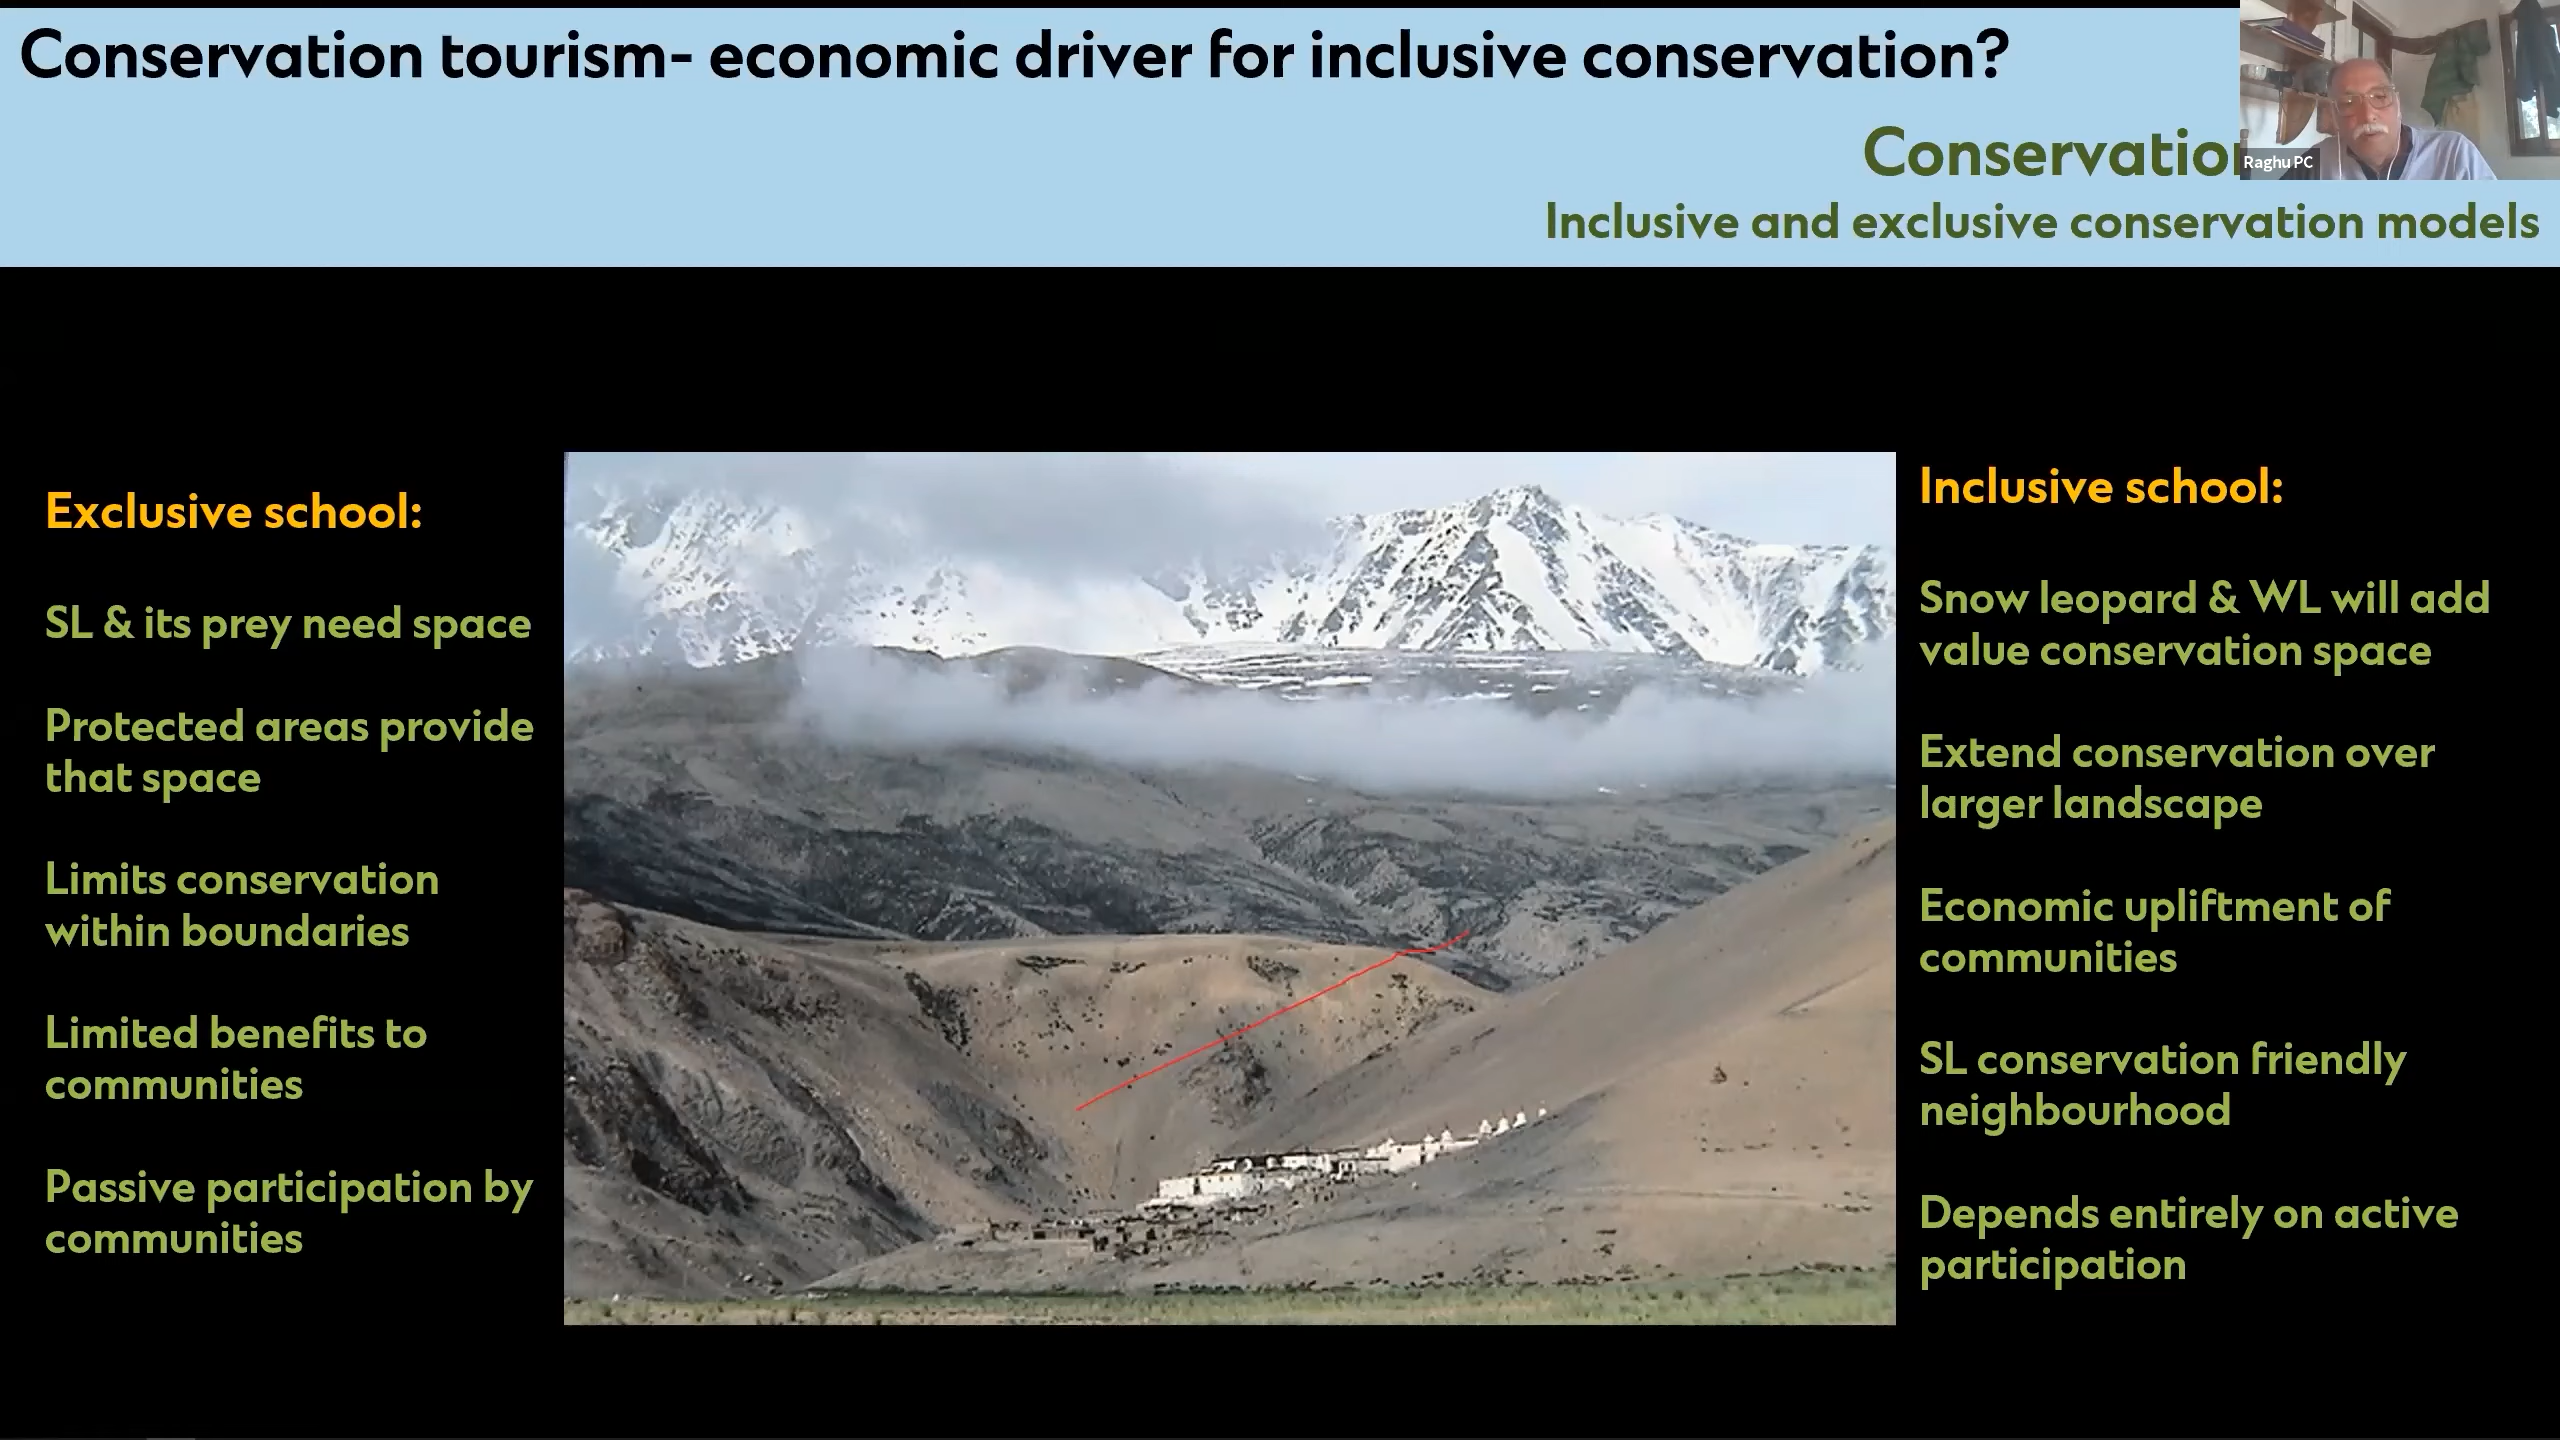 Conservation tourism- economic driver for inclusive conservation?
Raghu PC
Inclusive and exclusive conservation models
Exclusive school:
SL & its prey need space
Protected areas provide
that space
Limits conservation
within boundaries
Limited benefits to
communities
Passive participation by
communities
Inclusive school:
Snow leopard & WL will add
value conservation space
Extend conservation over
larger landscape
Economic upliftment of
communities
SL conservation friendly
neighbourhood
Depends entirely on active
participation